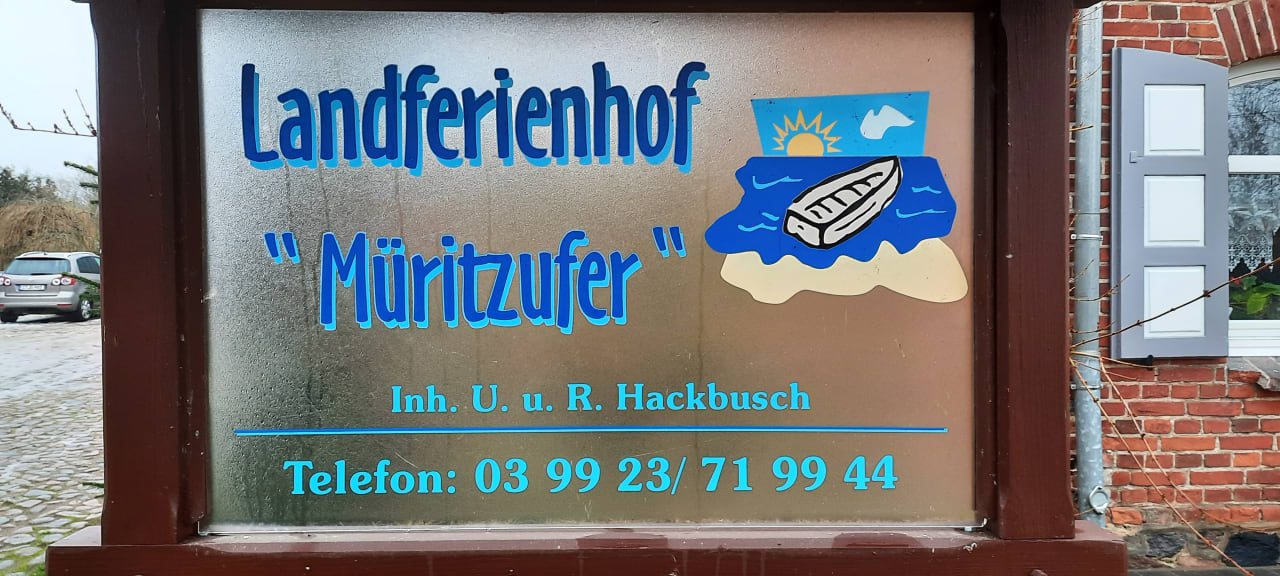 Landferienhof
" Müritzufer "
Inh. U. u. R. Hackbusch
Telefon: 03 99 23/ 71 99 44